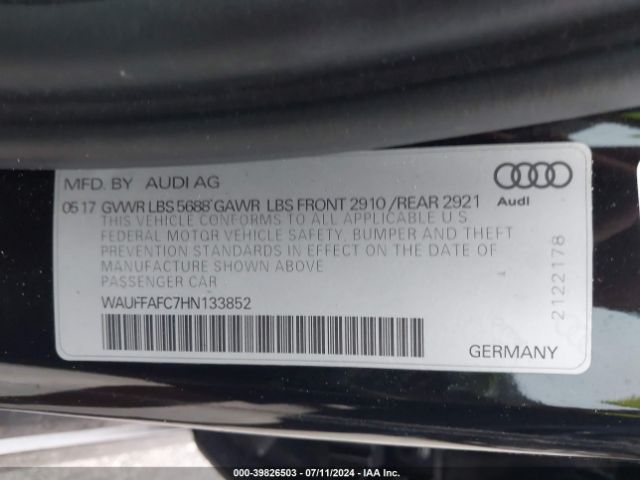 MFD. BY AUDI AG
Audi
05 17 GVWR LBS 5688 GAWR LBS FRONT 2910 /REAR 2921
THIS VEHICLE CONFORMS TO ALL APPLICABLE U.S.
FEDERAL MOTOR VEHICLE SAFETY, BUMPER AND THEFT
PREVENTION STANDARDS IN EFFECT ON THE DATE OF
MANUFACTURE SHOWN ABOVE
PASSENGER CAR
WAUFFAFC7HN133852
2122178
GERMANY
000-39826503 - 07/11/2024 - IAA Inc.